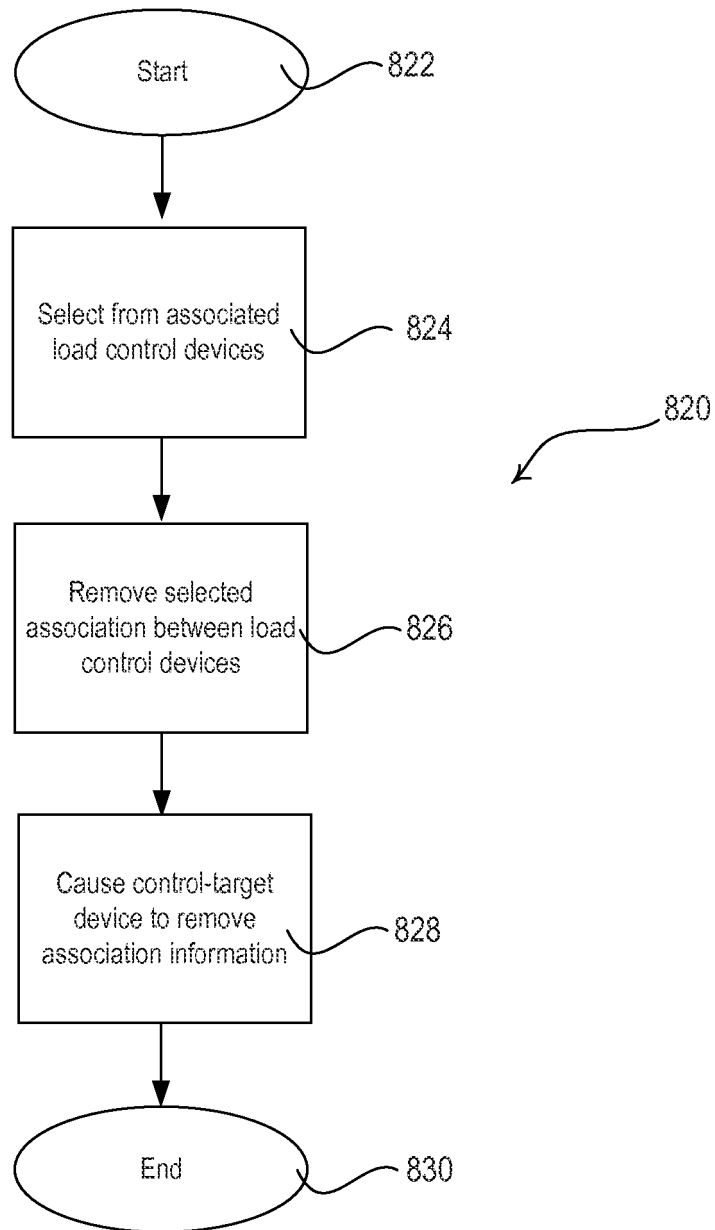 Start
822
Select from associated
load control devices
824
820
Remove selected
association between load
control devices
826
Cause control-target
device to remove
association information
828
End
830